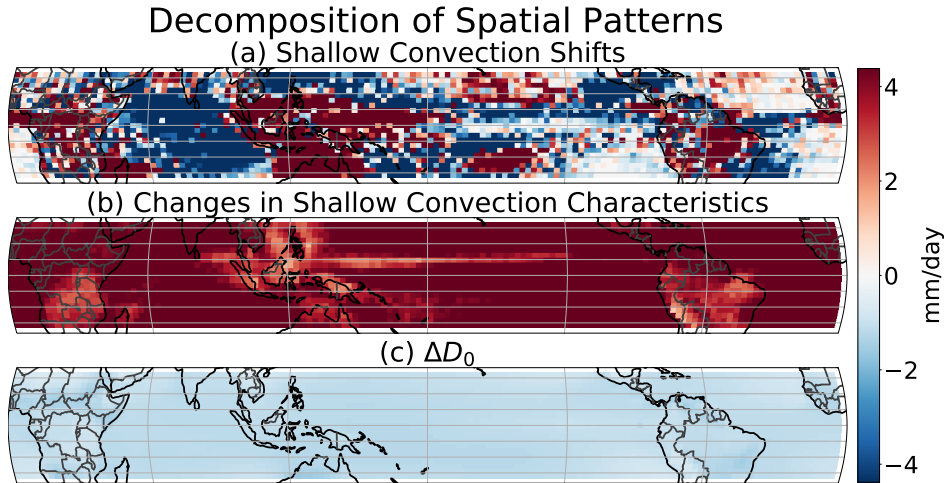 Decomposition of Spatial Patterns
(a) Shallow Convection Shifts
(b) Changes in Shallow Convection Characteristics
(c) ΔD₀
4
2
0
−2
−4
mm/day